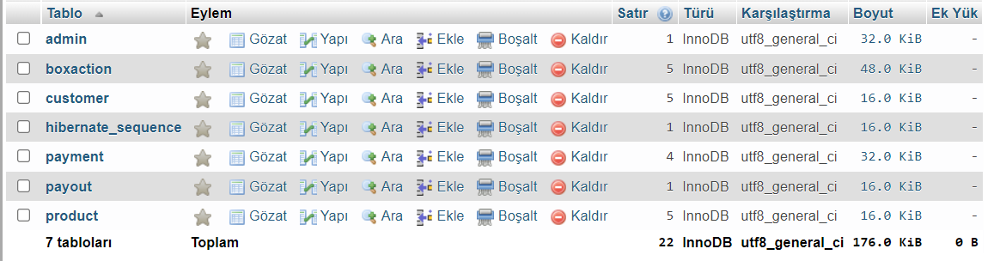 Tablo Eylem Satır Türü Karşılaştırma Boyut Ek Yük
admin Gözat Yapı Ara Ekle Boşalt Kaldır 1 InnoDB utf8_general_ci 32.0 KiB -
boxaction Gözat Yapı Ara Ekle Boşalt Kaldır 5 InnoDB utf8_general_ci 48.0 KiB -
customer Gözat Yapı Ara Ekle Boşalt Kaldır 5 InnoDB utf8_general_ci 16.0 KiB -
hibernate_sequence Gözat Yapı Ara Ekle Boşalt Kaldır 1 InnoDB utf8_general_ci 16.0 KiB -
payment Gözat Yapı Ara Ekle Boşalt Kaldır 4 InnoDB utf8_general_ci 32.0 KiB -
payout Gözat Yapı Ara Ekle Boşalt Kaldır 1 InnoDB utf8_general_ci 16.0 KiB -
product Gözat Yapı Ara Ekle Boşalt Kaldır 5 InnoDB utf8_general_ci 16.0 KiB -
7 tabloları Toplam 22 InnoDB utf8_general_ci 176.0 KiB 0 B